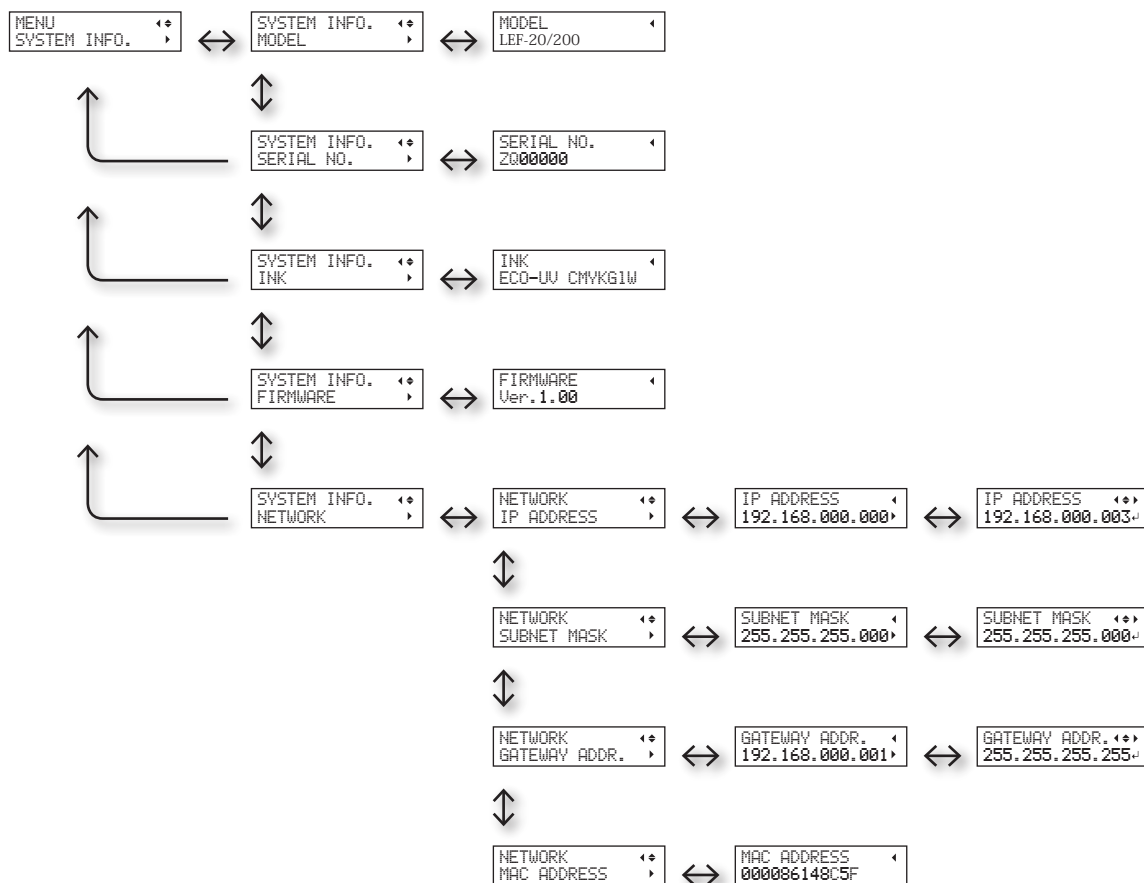 MENU
SYSTEM INFO.
SYSTEM INFO.
MODEL
MODEL
LEF-20/200
SYSTEM INFO.
SERIAL NO.
SERIAL NO.
ZQ00000
SYSTEM INFO.
INK
INK
ECO-UV CMYKGlW
SYSTEM INFO.
FIRMWARE
FIRMWARE
Ver.1.00
SYSTEM INFO.
NETWORK
NETWORK
IP ADDRESS
IP ADDRESS
192.168.000.000
IP ADDRESS
192.168.000.003
NETWORK
SUBNET MASK
SUBNET MASK
255.255.255.000
SUBNET MASK
255.255.255.000
NETWORK
GATEWAY ADDR.
GATEWAY ADDR.
192.168.000.001
GATEWAY ADDR.
255.255.255.255
NETWORK
MAC ADDRESS
MAC ADDRESS
000086148C5F